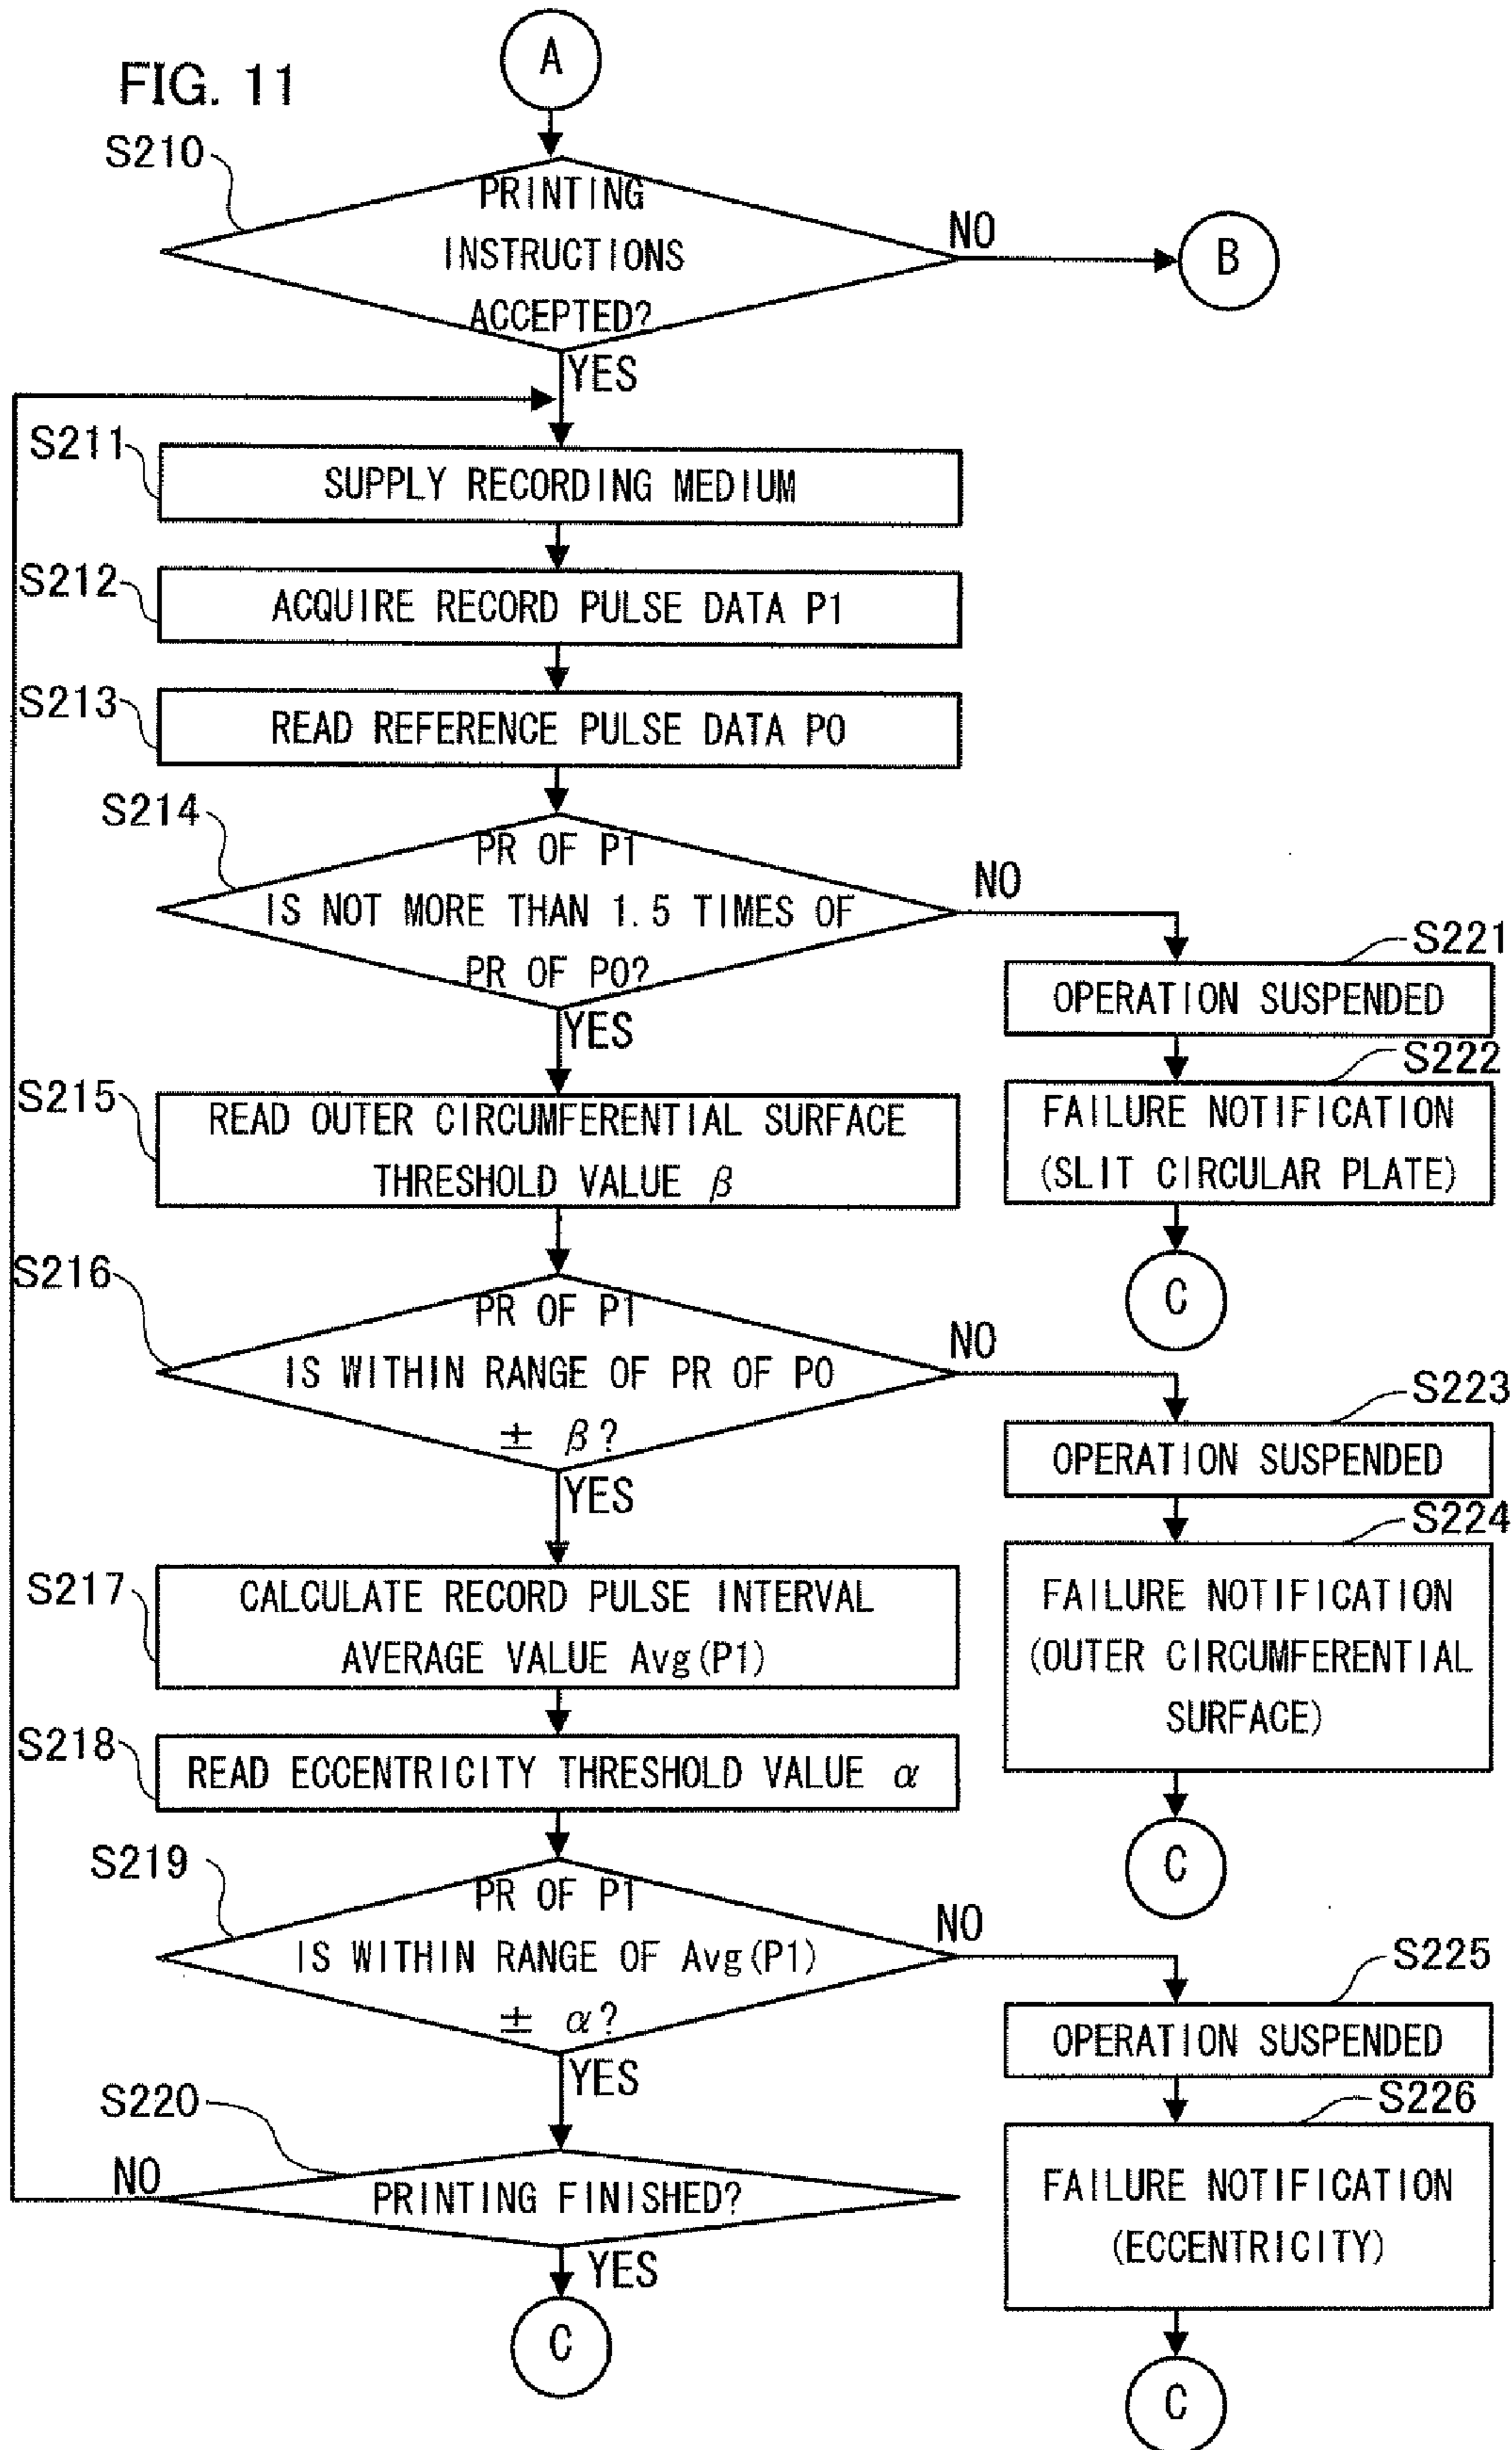 FIG. 11
A
S210
PRINTING
INSTRUCTIONS
ACCEPTED?
NO
B
YES
S211
SUPPLY RECORDING MEDIUM
S212
ACQUIRE RECORD PULSE DATA P1
S213
READ REFERENCE PULSE DATA P0
S214
PR OF P1
IS NOT MORE THAN 1.5 TIMES OF
PR OF P0?
NO
YES
S221
OPERATION SUSPENDED
S222
FAILURE NOTIFICATION
(SLIT CIRCULAR PLATE)
C
S215
READ OUTER CIRCUMFERENTIAL SURFACE
THRESHOLD VALUE β
S216
PR OF P1
IS WITHIN RANGE OF PR OF P0
± β?
NO
YES
S223
OPERATION SUSPENDED
S224
FAILURE NOTIFICATION
(OUTER CIRCUMFERENTIAL
SURFACE)
C
S217
CALCULATE RECORD PULSE INTERVAL
AVERAGE VALUE Avg(P1)
S218
READ ECCENTRICITY THRESHOLD VALUE α
S219
PR OF P1
IS WITHIN RANGE OF Avg(P1)
± α?
NO
YES
S225
OPERATION SUSPENDED
S226
FAILURE NOTIFICATION
(ECCENTRICITY)
C
S220
NO
PRINTING FINISHED?
YES
C